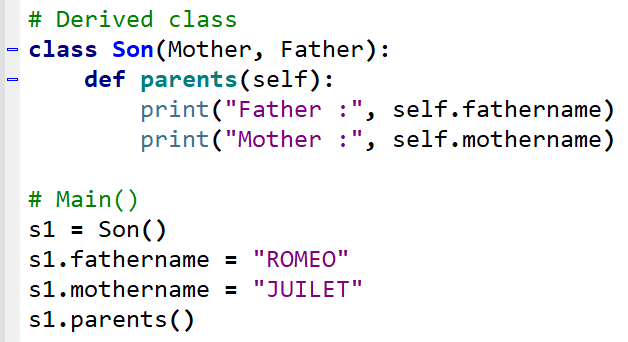 # Derived class
class Son(Mother, Father):
    def parents(self):
        print("Father :", self.fathername)
        print("Mother :", self.mothername)

# Main()
s1 = Son()
s1.fathername = "ROMEO"
s1.mothername = "JUILET"
s1.parents()